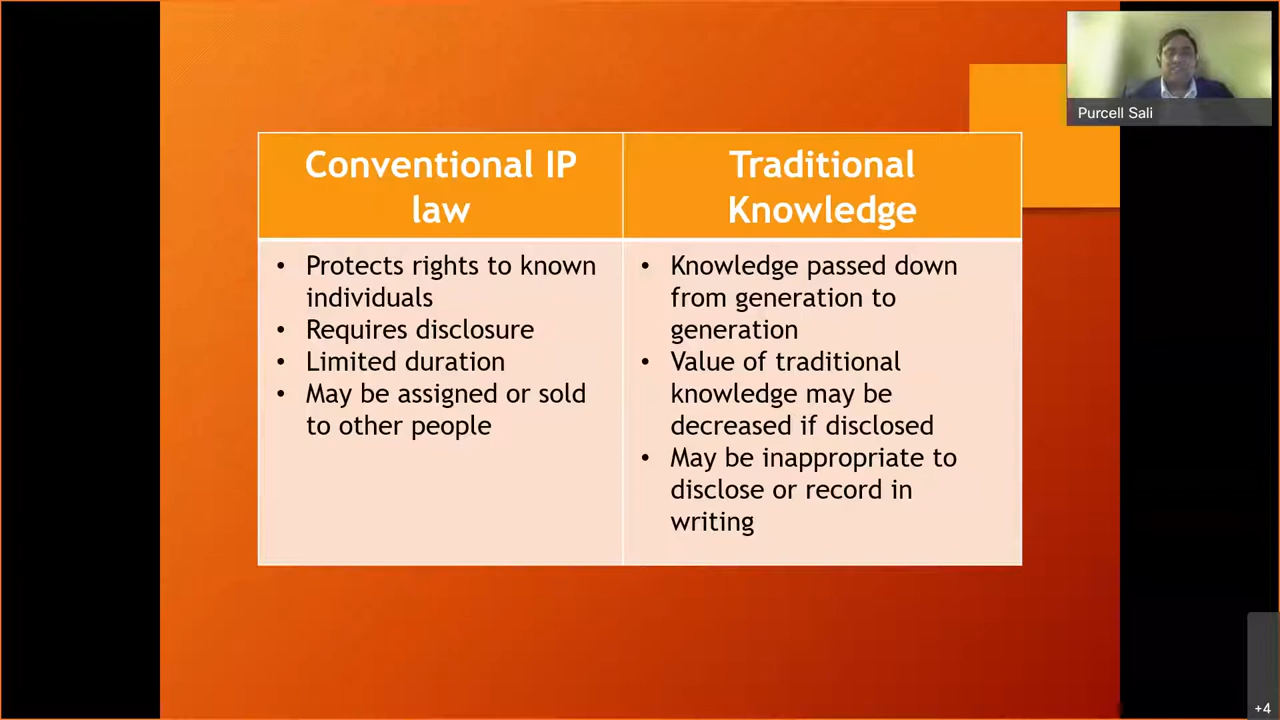 Purcell Sali
Conventional IP
law
Traditional
Knowledge
• Protects rights to known
individuals
• Requires disclosure
• Limited duration
• May be assigned or sold
to other people
• Knowledge passed down
from generation to
generation
• Value of traditional
knowledge may be
decreased if disclosed
• May be inappropriate to
disclose or record in
writing
+4